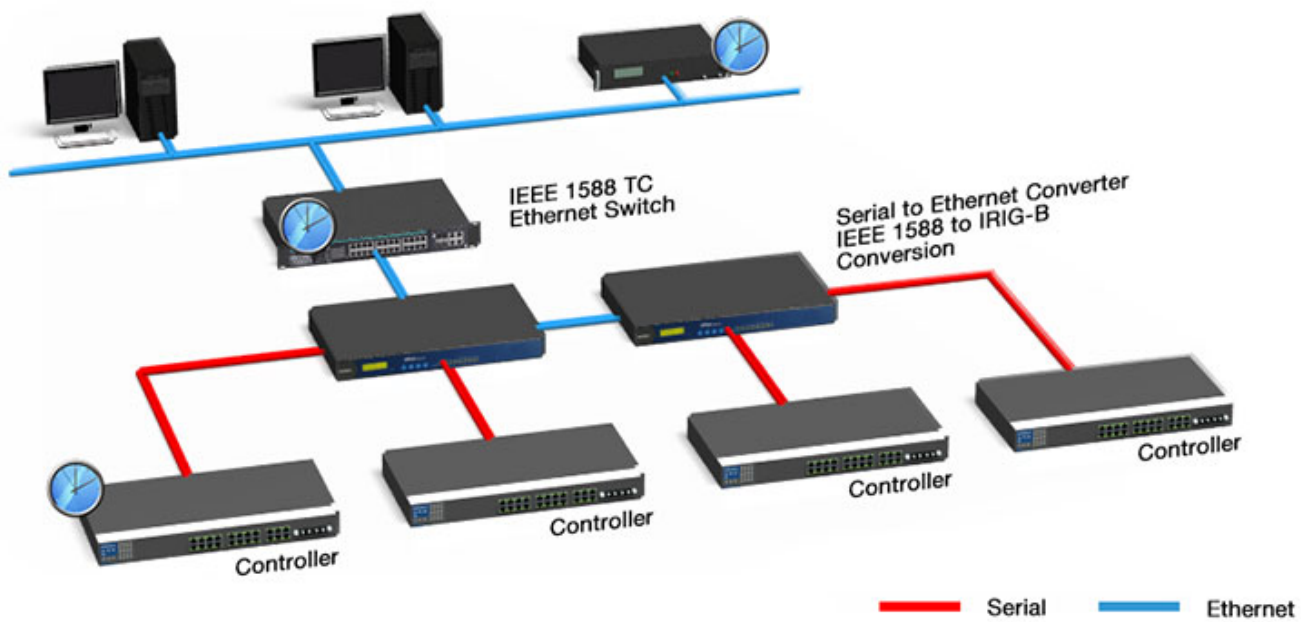 IEEE 1588 TC
Ethernet Switch
Serial to Ethernet Converter
IEEE 1588 to IRIG-B
Conversion
Controller
Controller
Controller
Controller
Serial
Ethernet